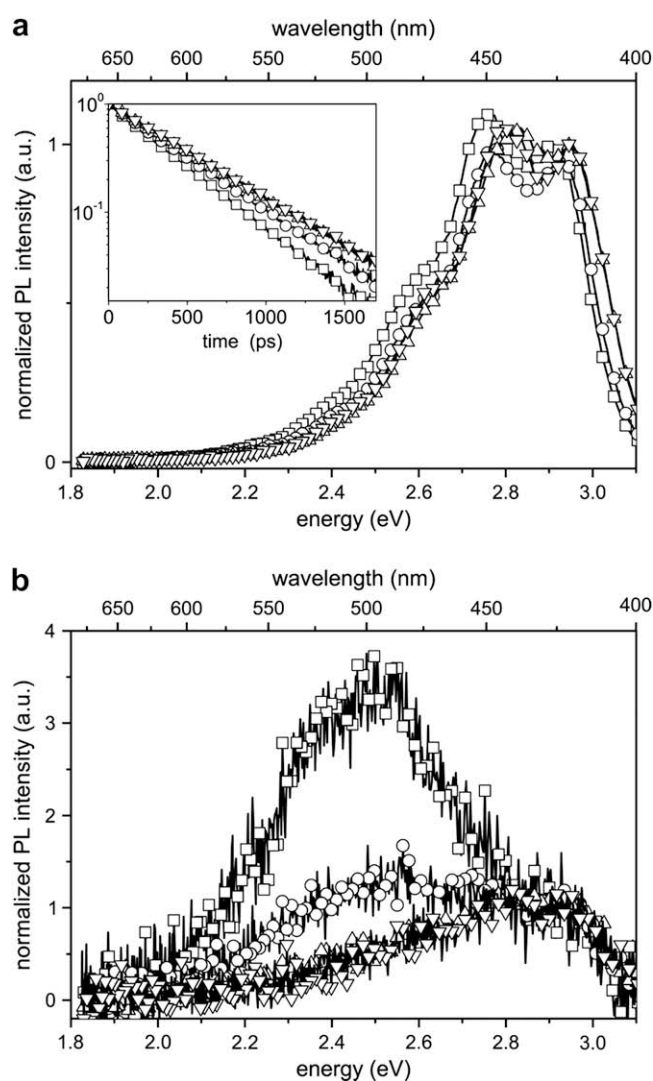 a
wavelength (nm)
650 600 550 500 450 400
normalized PL intensity (a.u.)
1
0
10⁰
10⁻¹
0 500 1000 1500
time (ps)
1.8 2.0 2.2 2.4 2.6 2.8 3.0
energy (eV)
b
wavelength (nm)
650 600 550 500 450 400
normalized PL intensity (a.u.)
4
3
2
1
0
1.8 2.0 2.2 2.4 2.6 2.8 3.0
energy (eV)